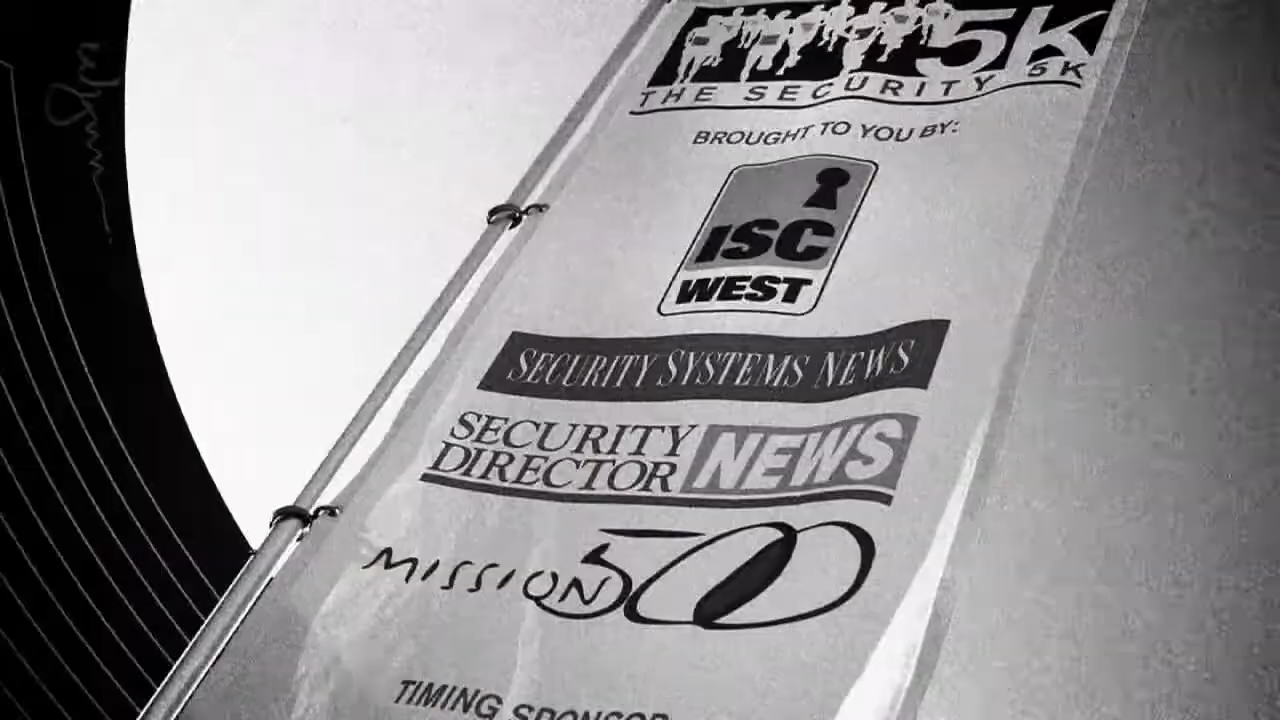 Wynn
5K
THE SECURITY 5K
BROUGHT TO YOU BY:
ISC
WEST
SECURITY SYSTEMS NEWS
SECURITY
DIRECTOR NEWS
MISSION 500
TIMING SPONSOR